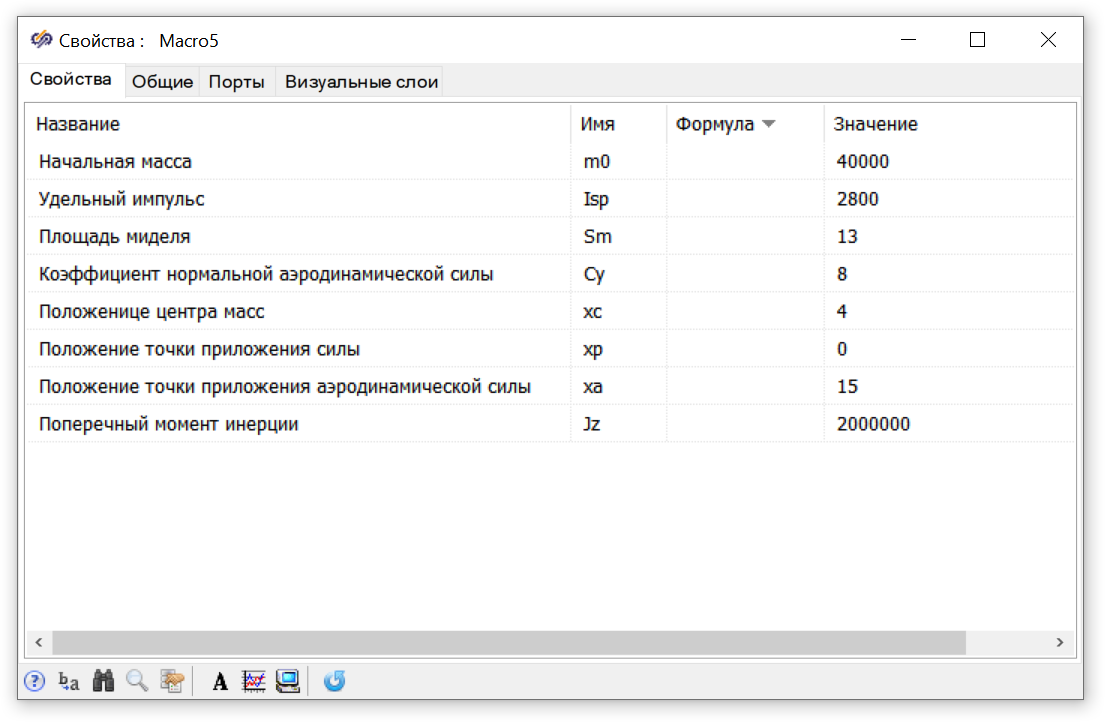 Свойства : Macro5
Свойства Общие Порты Визуальные слои
Название Имя Формула Значение
Начальная масса m0 40000
Удельный импульс Isp 2800
Площадь миделя Sm 13
Коэффициент нормальной аэродинамической силы Cy 8
Положенице центра масс xc 4
Положение точки приложения силы xp 0
Положение точки приложения аэродинамической силы xa 15
Поперечный момент инерции Jz 2000000